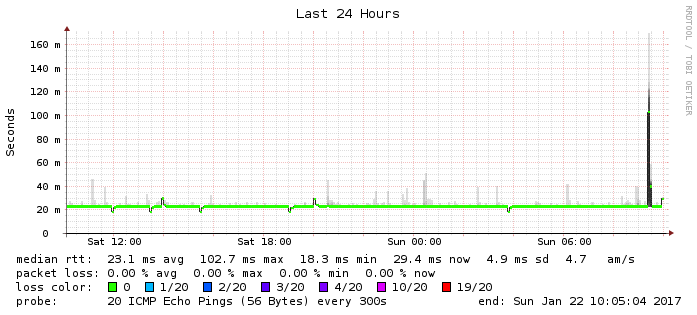 Last 24 Hours
RRDTOOL / TOBI OETIKER
Seconds
160 m
140 m
120 m
100 m
80 m
60 m
40 m
20 m
0
Sat 12:00 Sat 18:00 Sun 00:00 Sun 06:00
median rtt: 23.1 ms avg 102.7 ms max 18.3 ms min 29.4 ms now 4.9 ms sd 4.7 am/s
packet loss: 0.00 % avg 0.00 % max 0.00 % min 0.00 % now
loss color: 0 1/20 2/20 3/20 4/20 10/20 19/20
probe: 20 ICMP Echo Pings (56 Bytes) every 300s end: Sun Jan 22 10:05:04 2017